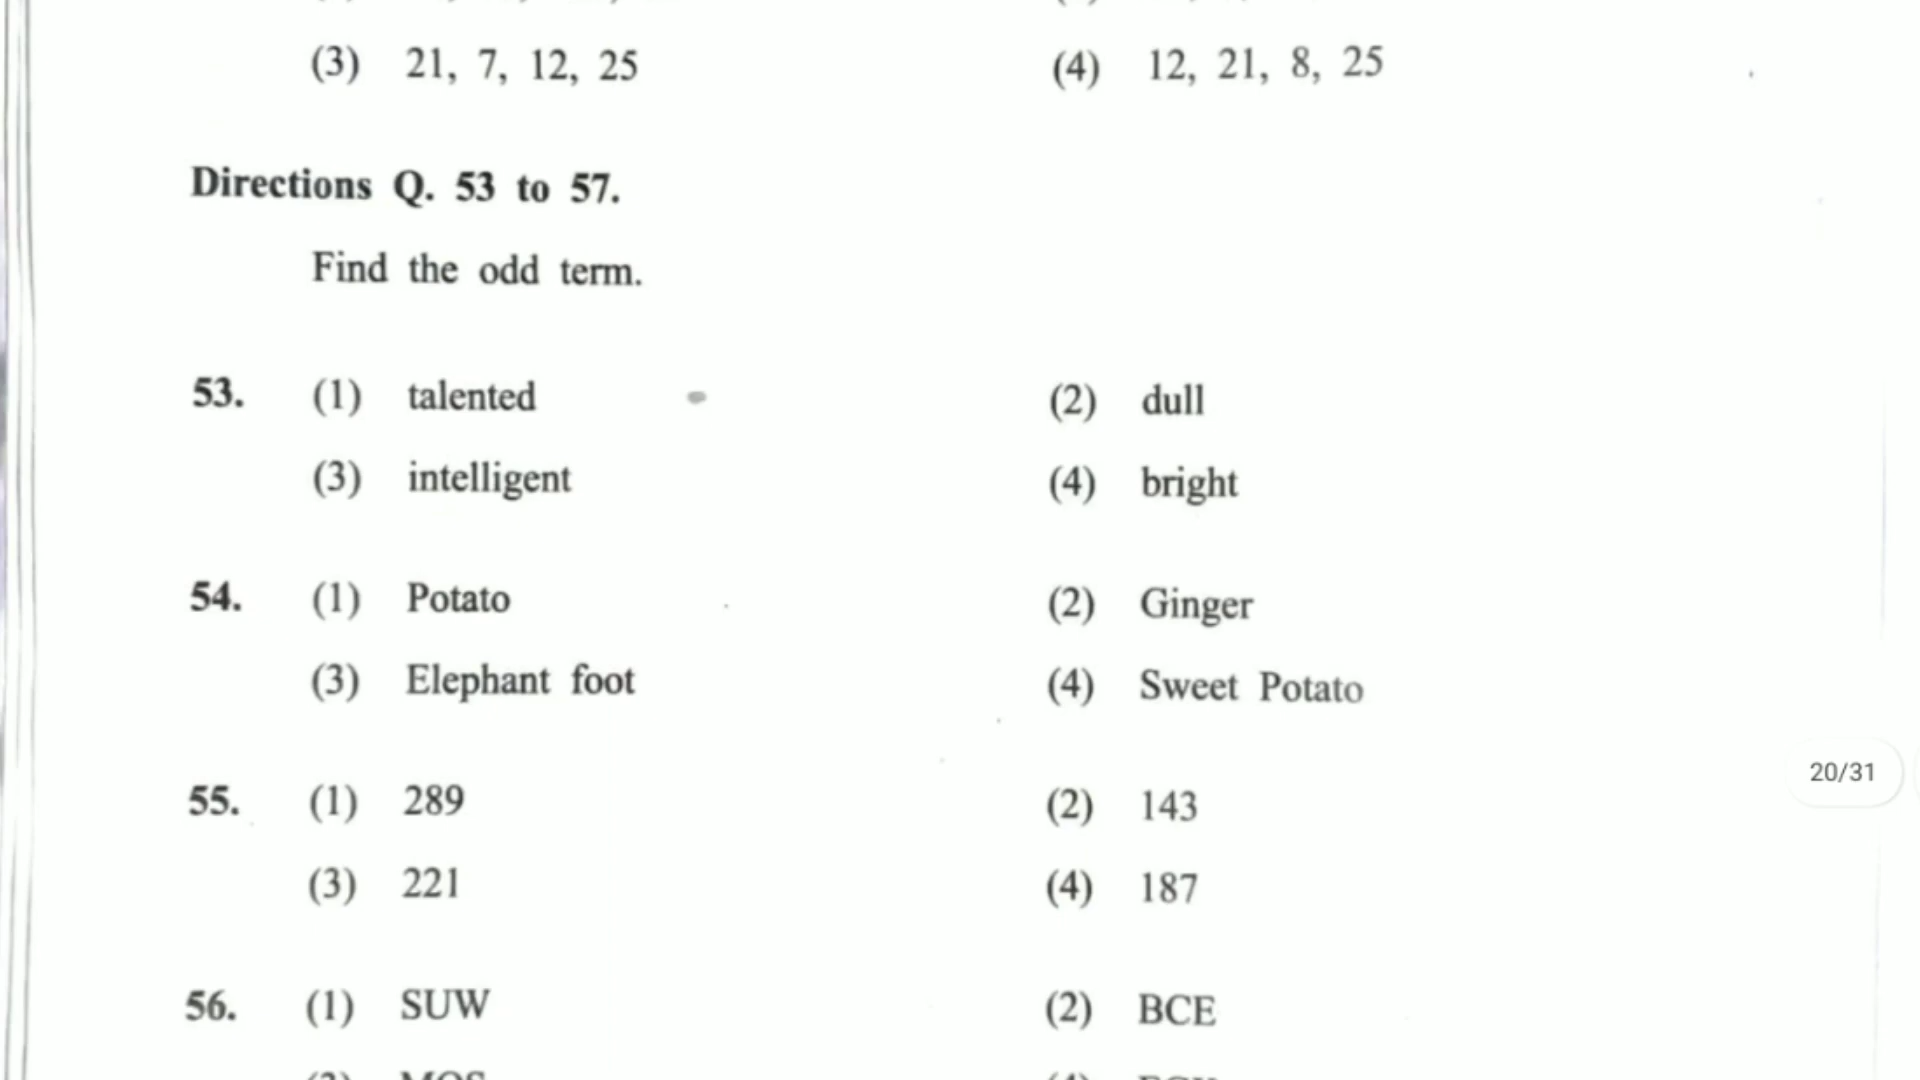 (3) 21, 7, 12, 25 (4) 12, 21, 8, 25
Directions Q. 53 to 57.
Find the odd term.
53. (1) talented (2) dull
(3) intelligent (4) bright
54. (1) Potato (2) Ginger
(3) Elephant foot (4) Sweet Potato
20/31
55. (1) 289 (2) 143
(3) 221 (4) 187
56. (1) SUW (2) BCE